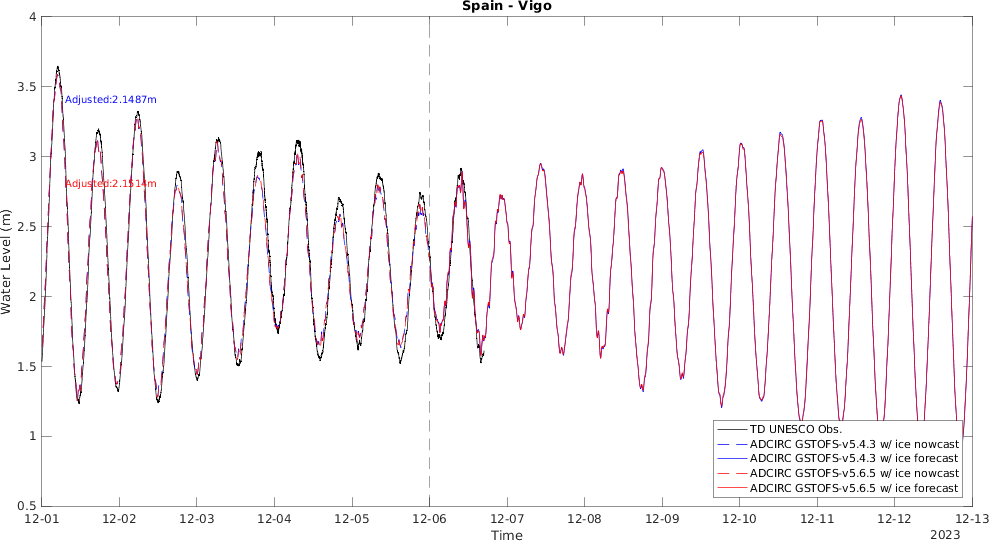 Spain - Vigo
4
3.5
3
2.5
2
1.5
1
0.5
Water Level (m)
Adjusted:2.1487m
Adjusted:2.1514m
TD UNESCO Obs.
ADCIRC GSTOFS-v5.4.3 w/ ice nowcast
ADCIRC GSTOFS-v5.4.3 w/ ice forecast
ADCIRC GSTOFS-v5.6.5 w/ ice nowcast
ADCIRC GSTOFS-v5.6.5 w/ ice forecast
12-01 12-02 12-03 12-04 12-05 12-06 12-07 12-08 12-09 12-10 12-11 12-12 12-13
Time
2023